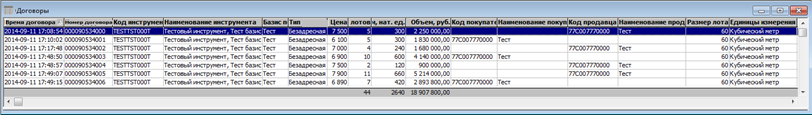 Договоры
Время договора Номер договора Код инструмен Наименование инструмента Базис п Тип Цена лотов н, нат. ед. Объем, руб. Код покупате Наименование покуп Код продавца Наименование прод Размер лота Единицы измерения
2014-09-11 17:08:54 000090534000 TESTTST000T Тестовый инструмент, Тест базис Тест Безадресная 7 500 5 300 2 250 000,00 77C007770000 Тест 60 Кубический метр
2014-09-11 17:10:02 000090534001 TESTTST000T Тестовый инструмент, Тест базис Тест Безадресная 6 100 5 300 1 830 000,00 77C007770000 Тест 60 Кубический метр
2014-09-11 17:17:48 000090534002 TESTTST000T Тестовый инструмент, Тест базис Тест Безадресная 7 000 4 240 1 680 000,00 77C007770000 Тест 60 Кубический метр
2014-09-11 17:48:50 000090534003 TESTTST000T Тестовый инструмент, Тест базис Тест Безадресная 6 900 10 600 4 140 000,00 77C007770000 Тест 60 Кубический метр
2014-09-11 17:48:57 000090534004 TESTTST000T Тестовый инструмент, Тест базис Тест Безадресная 7 500 2 120 900 000,00 77C007770000 Тест 60 Кубический метр
2014-09-11 17:49:07 000090534005 TESTTST000T Тестовый инструмент, Тест базис Тест Безадресная 7 900 11 660 5 214 000,00 77C007770000 Тест 60 Кубический метр
2014-09-11 17:49:15 000090534006 TESTTST000T Тестовый инструмент, Тест базис Тест Безадресная 6 890 7 420 2 893 800,00 77C007770000 Тест 60 Кубический метр
44 2640 18 907 800,00